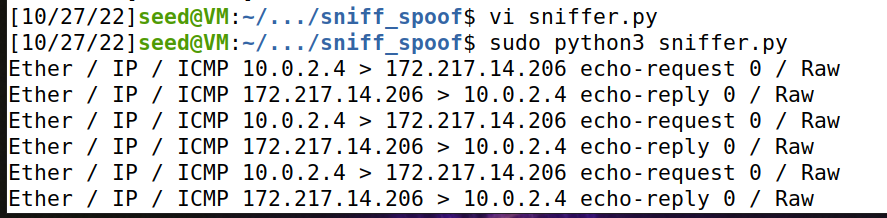 [10/27/22]seed@VM:~/.../sniff_spoof$ vi sniffer.py
[10/27/22]seed@VM:~/.../sniff_spoof$ sudo python3 sniffer.py
Ether / IP / ICMP 10.0.2.4 > 172.217.14.206 echo-request 0 / Raw
Ether / IP / ICMP 172.217.14.206 > 10.0.2.4 echo-reply 0 / Raw
Ether / IP / ICMP 10.0.2.4 > 172.217.14.206 echo-request 0 / Raw
Ether / IP / ICMP 172.217.14.206 > 10.0.2.4 echo-reply 0 / Raw
Ether / IP / ICMP 10.0.2.4 > 172.217.14.206 echo-request 0 / Raw
Ether / IP / ICMP 172.217.14.206 > 10.0.2.4 echo-reply 0 / Raw